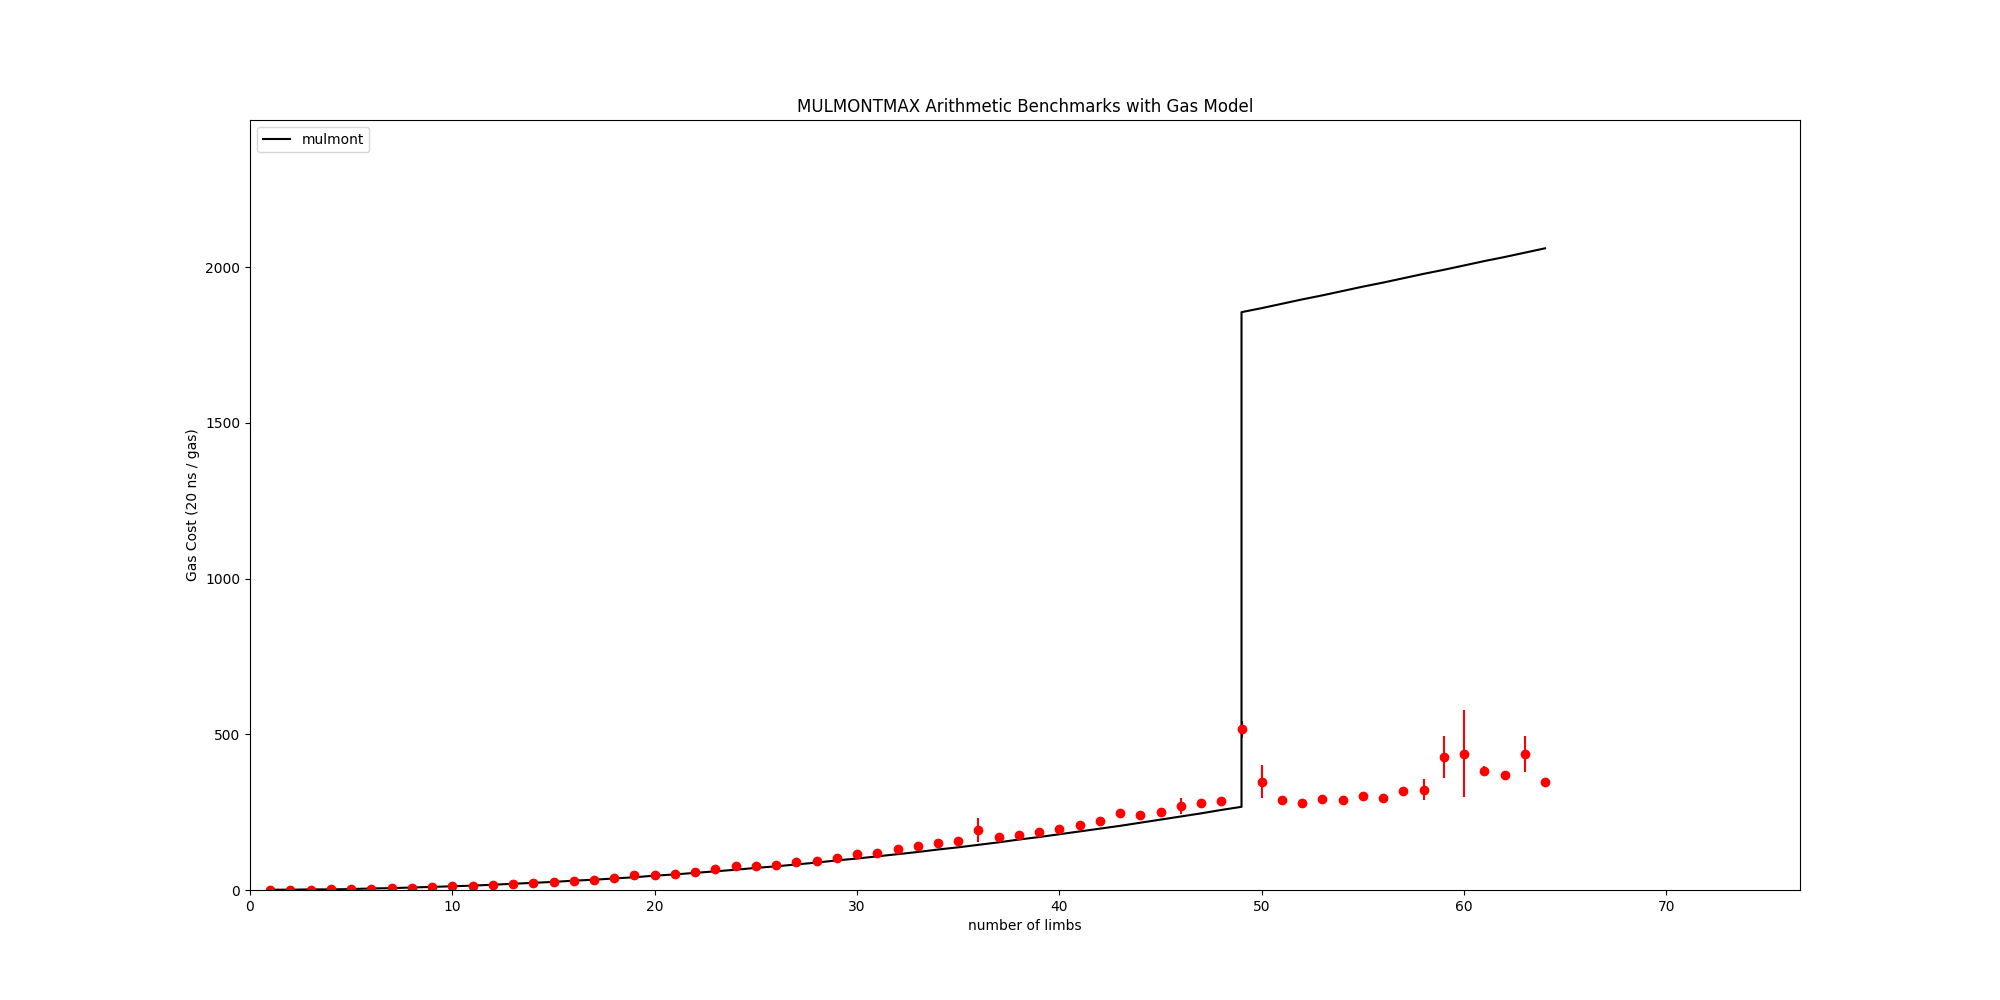 MULMONTMAX Arithmetic Benchmarks with Gas Model
mulmont
2000
1500
1000
500
0
Gas Cost (20 ns / gas)
0 10 20 30 40 50 60 70
number of limbs